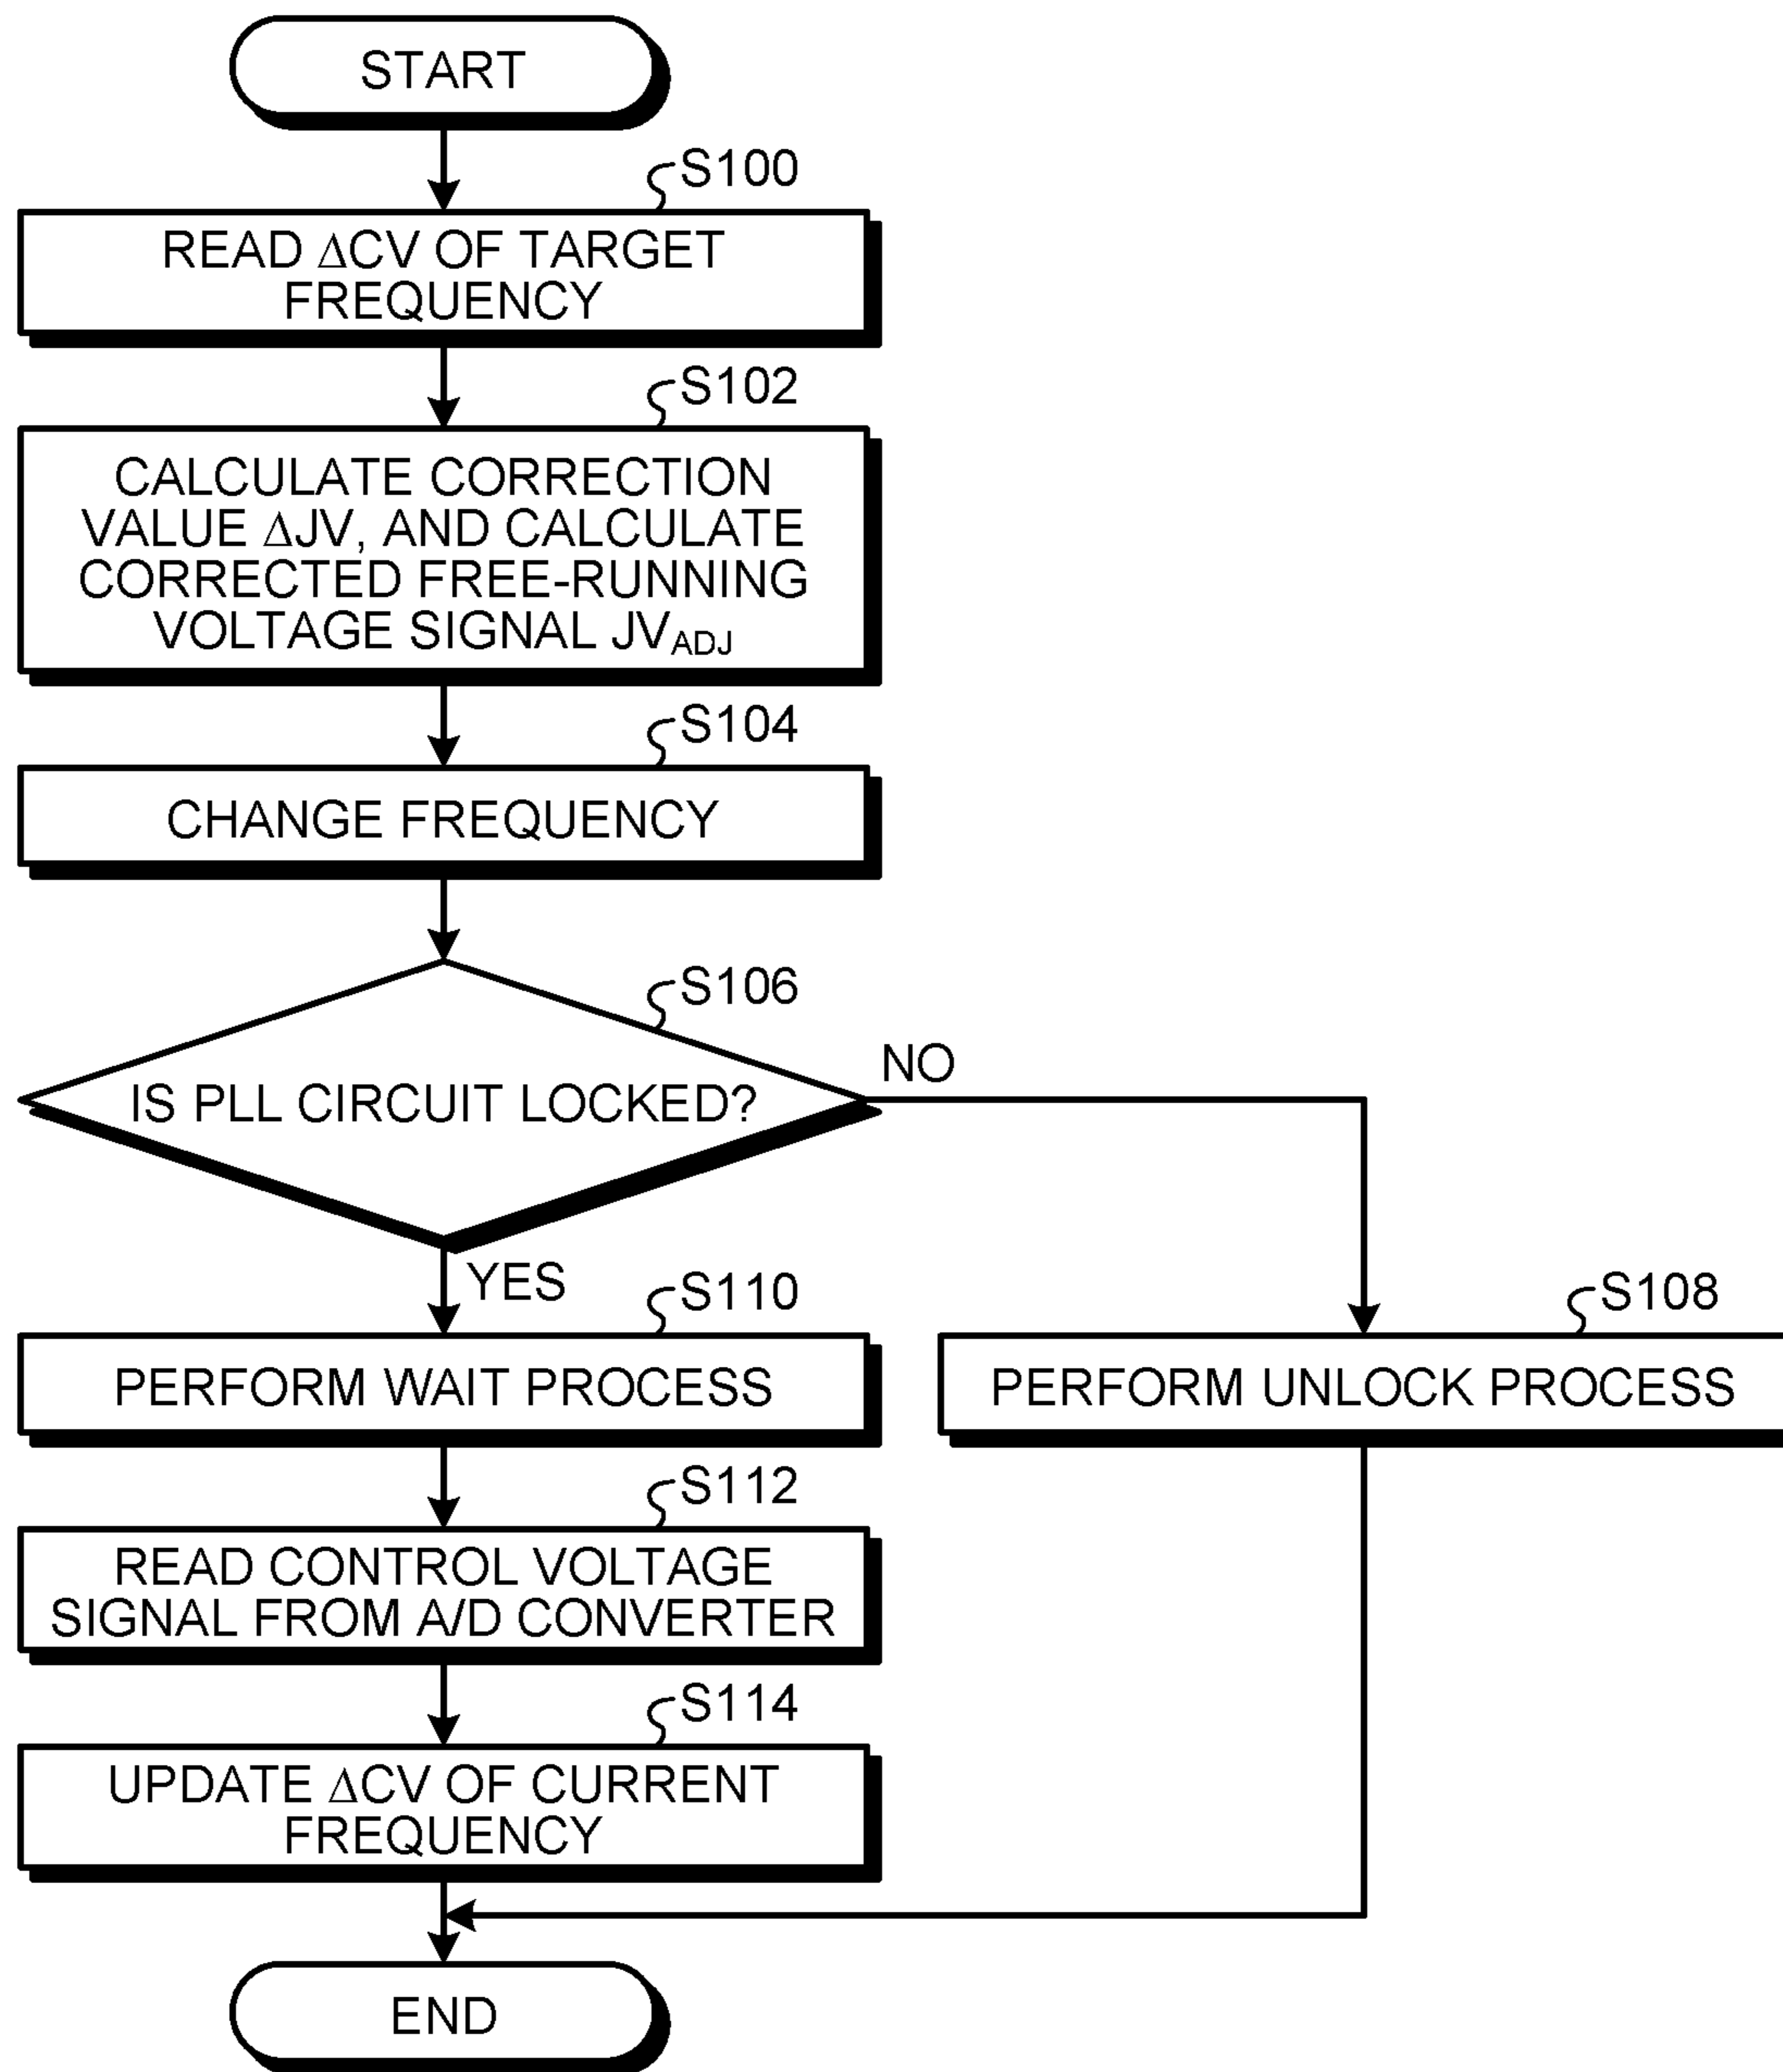 START
S100
READ ΔCV OF TARGET
FREQUENCY
S102
CALCULATE CORRECTION
VALUE ΔJV, AND CALCULATE
CORRECTED FREE-RUNNING
VOLTAGE SIGNAL JVADJ
S104
CHANGE FREQUENCY
S106
IS PLL CIRCUIT LOCKED?
NO
YES
S110
PERFORM WAIT PROCESS
S108
PERFORM UNLOCK PROCESS
S112
READ CONTROL VOLTAGE
SIGNAL FROM A/D CONVERTER
S114
UPDATE ΔCV OF CURRENT
FREQUENCY
END